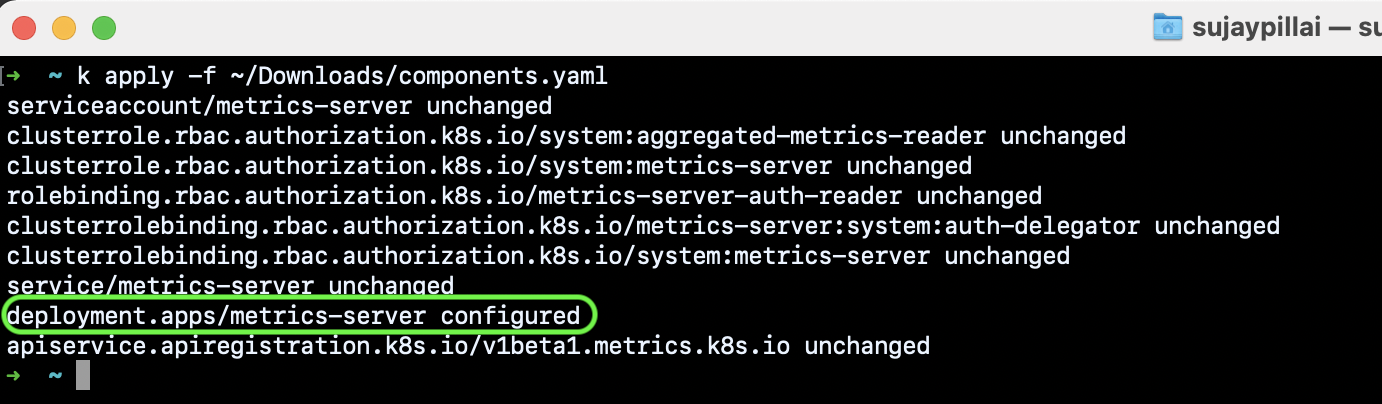 sujaypillai — su
➜  ~ k apply -f ~/Downloads/components.yaml
serviceaccount/metrics-server unchanged
clusterrole.rbac.authorization.k8s.io/system:aggregated-metrics-reader unchanged
clusterrole.rbac.authorization.k8s.io/system:metrics-server unchanged
rolebinding.rbac.authorization.k8s.io/metrics-server-auth-reader unchanged
clusterrolebinding.rbac.authorization.k8s.io/metrics-server:system:auth-delegator unchanged
clusterrolebinding.rbac.authorization.k8s.io/system:metrics-server unchanged
service/metrics-server unchanged
deployment.apps/metrics-server configured
apiservice.apiregistration.k8s.io/v1beta1.metrics.k8s.io unchanged
➜  ~